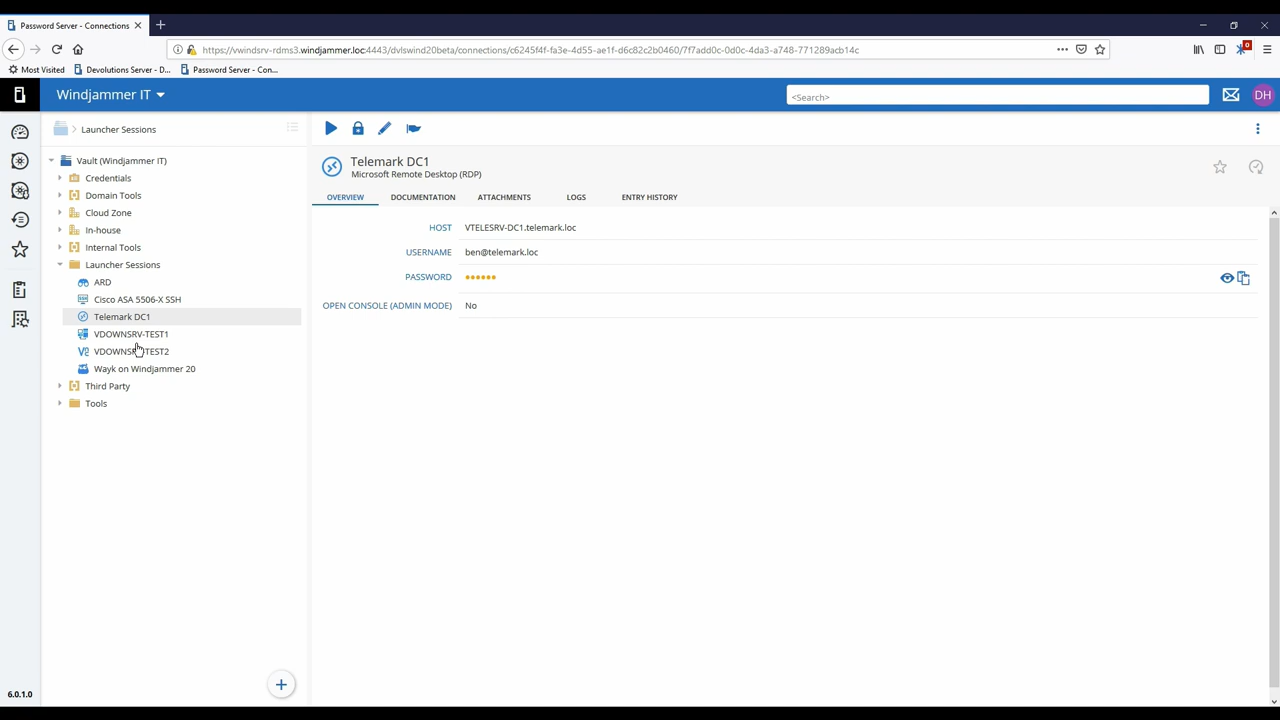 Password Server - Connections
https://vwindsrv-rdms3.windjammer.loc:4443/dvlswind20beta/connections/c6245f4f-fa3e-4d55-ae1f-d6c82c2b0460/7f7add0c-0d0c-4da3-a748-771289acb14c
0
Most Visited
Devolutions Server - D...
Password Server - Con...
Windjammer IT
<Search>
DH
Launcher Sessions
Vault (Windjammer IT)
Credentials
Domain Tools
Cloud Zone
In-house
Internal Tools
Launcher Sessions
ARD
Cisco ASA 5506-X SSH
Telemark DC1
VDOWNSRV-TEST1
VDOWNSRV-TEST2
Wayk on Windjammer 20
Third Party
Tools
6.0.1.0
Telemark DC1
Microsoft Remote Desktop (RDP)
OVERVIEW DOCUMENTATION ATTACHMENTS LOGS ENTRY HISTORY
HOST VTELESRV-DC1.telemark.loc
USERNAME ben@telemark.loc
PASSWORD ••••••
OPEN CONSOLE (ADMIN MODE) No